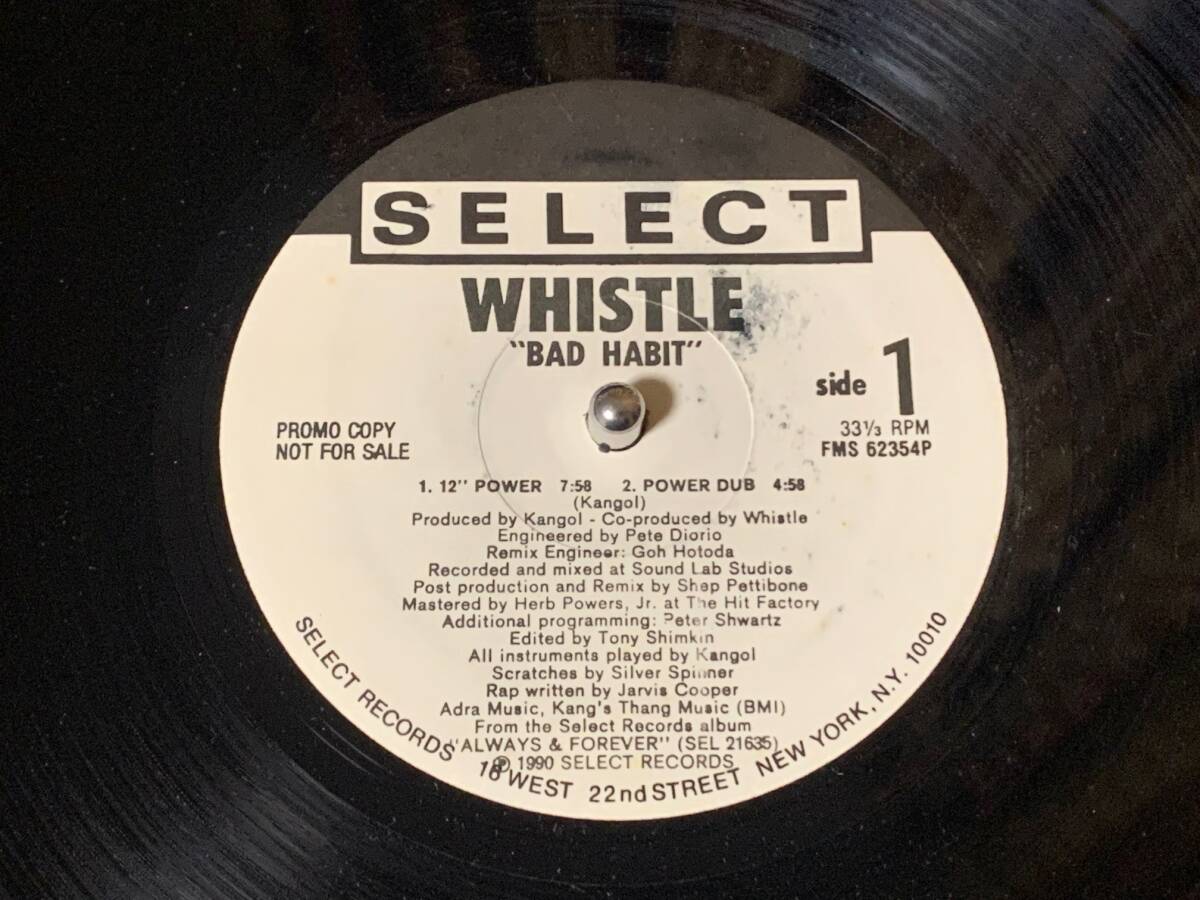 SELECT
WHISTLE
"BAD HABIT"
side 1
PROMO COPY
NOT FOR SALE
33⅓ RPM
FMS 62354P
1. 12" POWER 7:58 2. POWER DUB 4:58
(Kangol)
Produced by Kangol - Co-produced by Whistle
Engineered by Pete Diorio
Remix Engineer: Goh Hotoda
Recorded and mixed at Sound Lab Studios
Post production and Remix by Shep Pettibone
Mastered by Herb Powers, Jr. at The Hit Factory
Additional programming: Peter Shwartz
Edited by Tony Shimkin
All instruments played by Kangol
Scratches by Silver Spinner
Rap written by Jarvis Cooper
Adra Music, Kang's Thang Music (BMI)
From the Select Records album
"ALWAYS & FOREVER" (SEL 21635)
℗ 1990 SELECT RECORDS
SELECT RECORDS 16 WEST 22nd STREET NEW YORK, N.Y. 10010